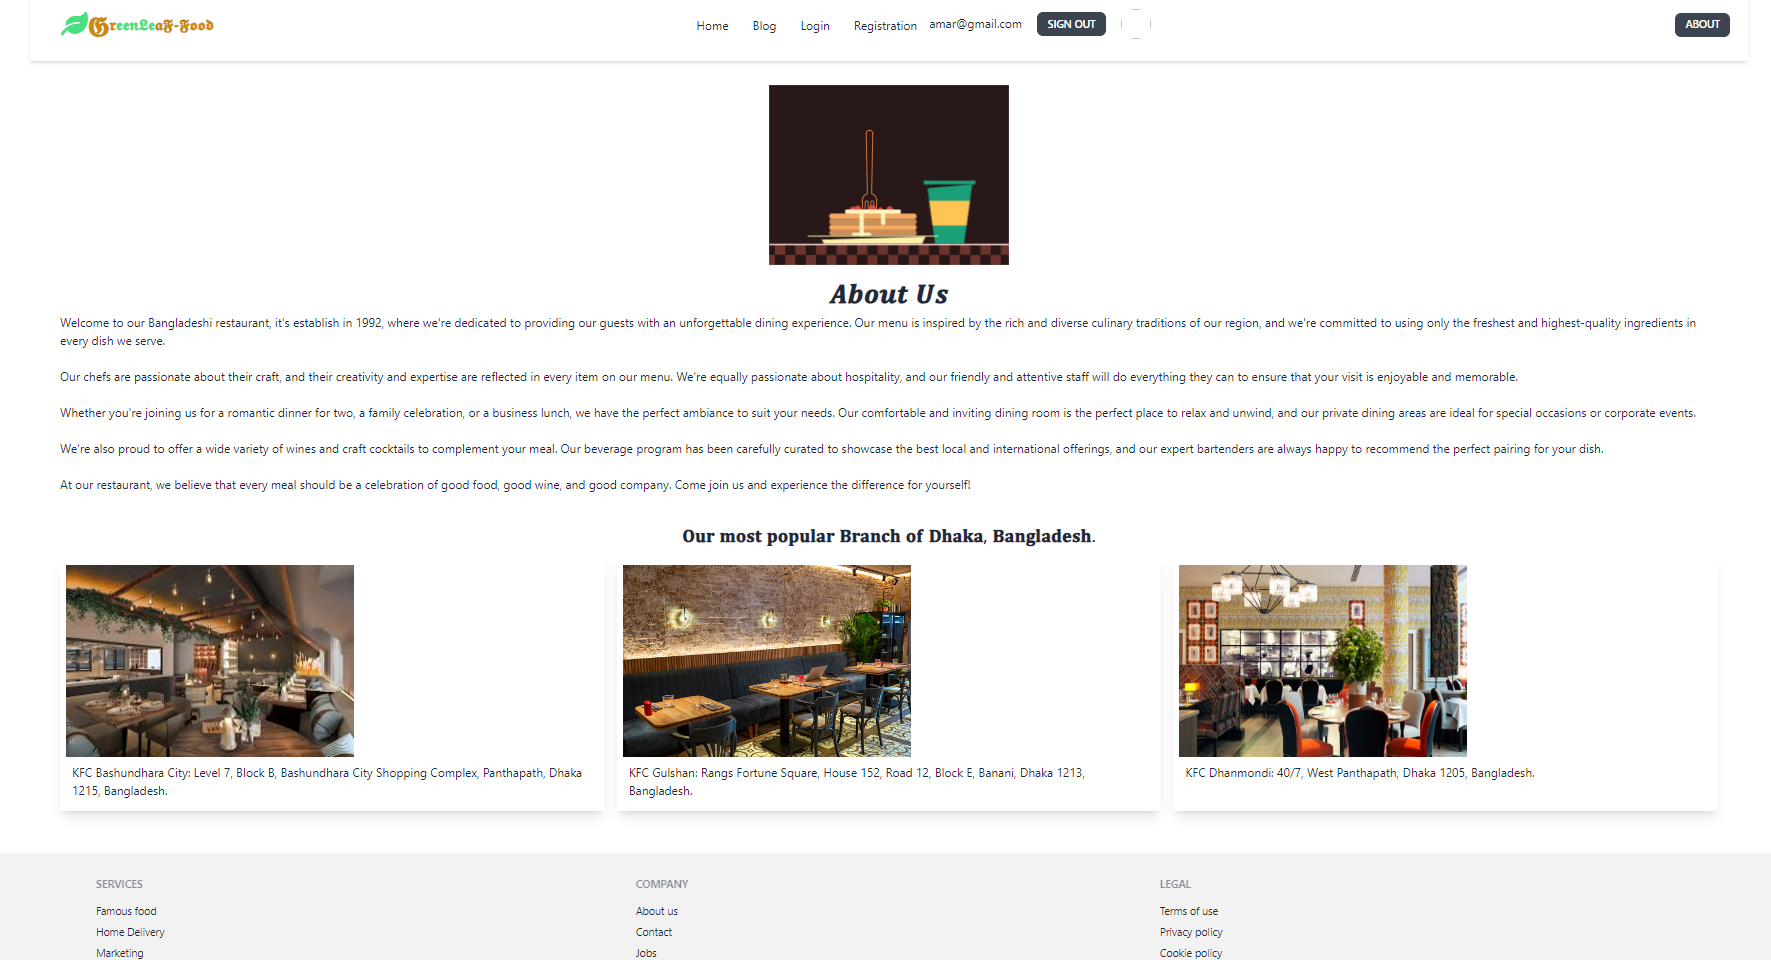 GreenLeaF-Food
Home Blog Login Registration amar@gmail.com SIGN OUT ABOUT
About Us
Welcome to our Bangladeshi restaurant, it's establish in 1992, where we're dedicated to providing our guests with an unforgettable dining experience. Our menu is inspired by the rich and diverse culinary traditions of our region, and we're committed to using only the freshest and highest-quality ingredients in
every dish we serve.
Our chefs are passionate about their craft, and their creativity and expertise are reflected in every item on our menu. We're equally passionate about hospitality, and our friendly and attentive staff will do everything they can to ensure that your visit is enjoyable and memorable.
Whether you're joining us for a romantic dinner for two, a family celebration, or a business lunch, we have the perfect ambiance to suit your needs. Our comfortable and inviting dining room is the perfect place to relax and unwind, and our private dining areas are ideal for special occasions or corporate events.
We're also proud to offer a wide variety of wines and craft cocktails to complement your meal. Our beverage program has been carefully curated to showcase the best local and international offerings, and our expert bartenders are always happy to recommend the perfect pairing for your dish.
At our restaurant, we believe that every meal should be a celebration of good food, good wine, and good company. Come join us and experience the difference for yourself!
Our most popular Branch of Dhaka, Bangladesh.
KFC Bashundhara City: Level 7, Block B, Bashundhara City Shopping Complex, Panthapath, Dhaka
1215, Bangladesh.
KFC Gulshan: Rangs Fortune Square, House 152, Road 12, Block E, Banani, Dhaka 1213,
Bangladesh.
KFC Dhanmondi: 40/7, West Panthapath, Dhaka 1205, Bangladesh.
SERVICES
Famous food
Home Delivery
Marketing
COMPANY
About us
Contact
Jobs
LEGAL
Terms of use
Privacy policy
Cookie policy